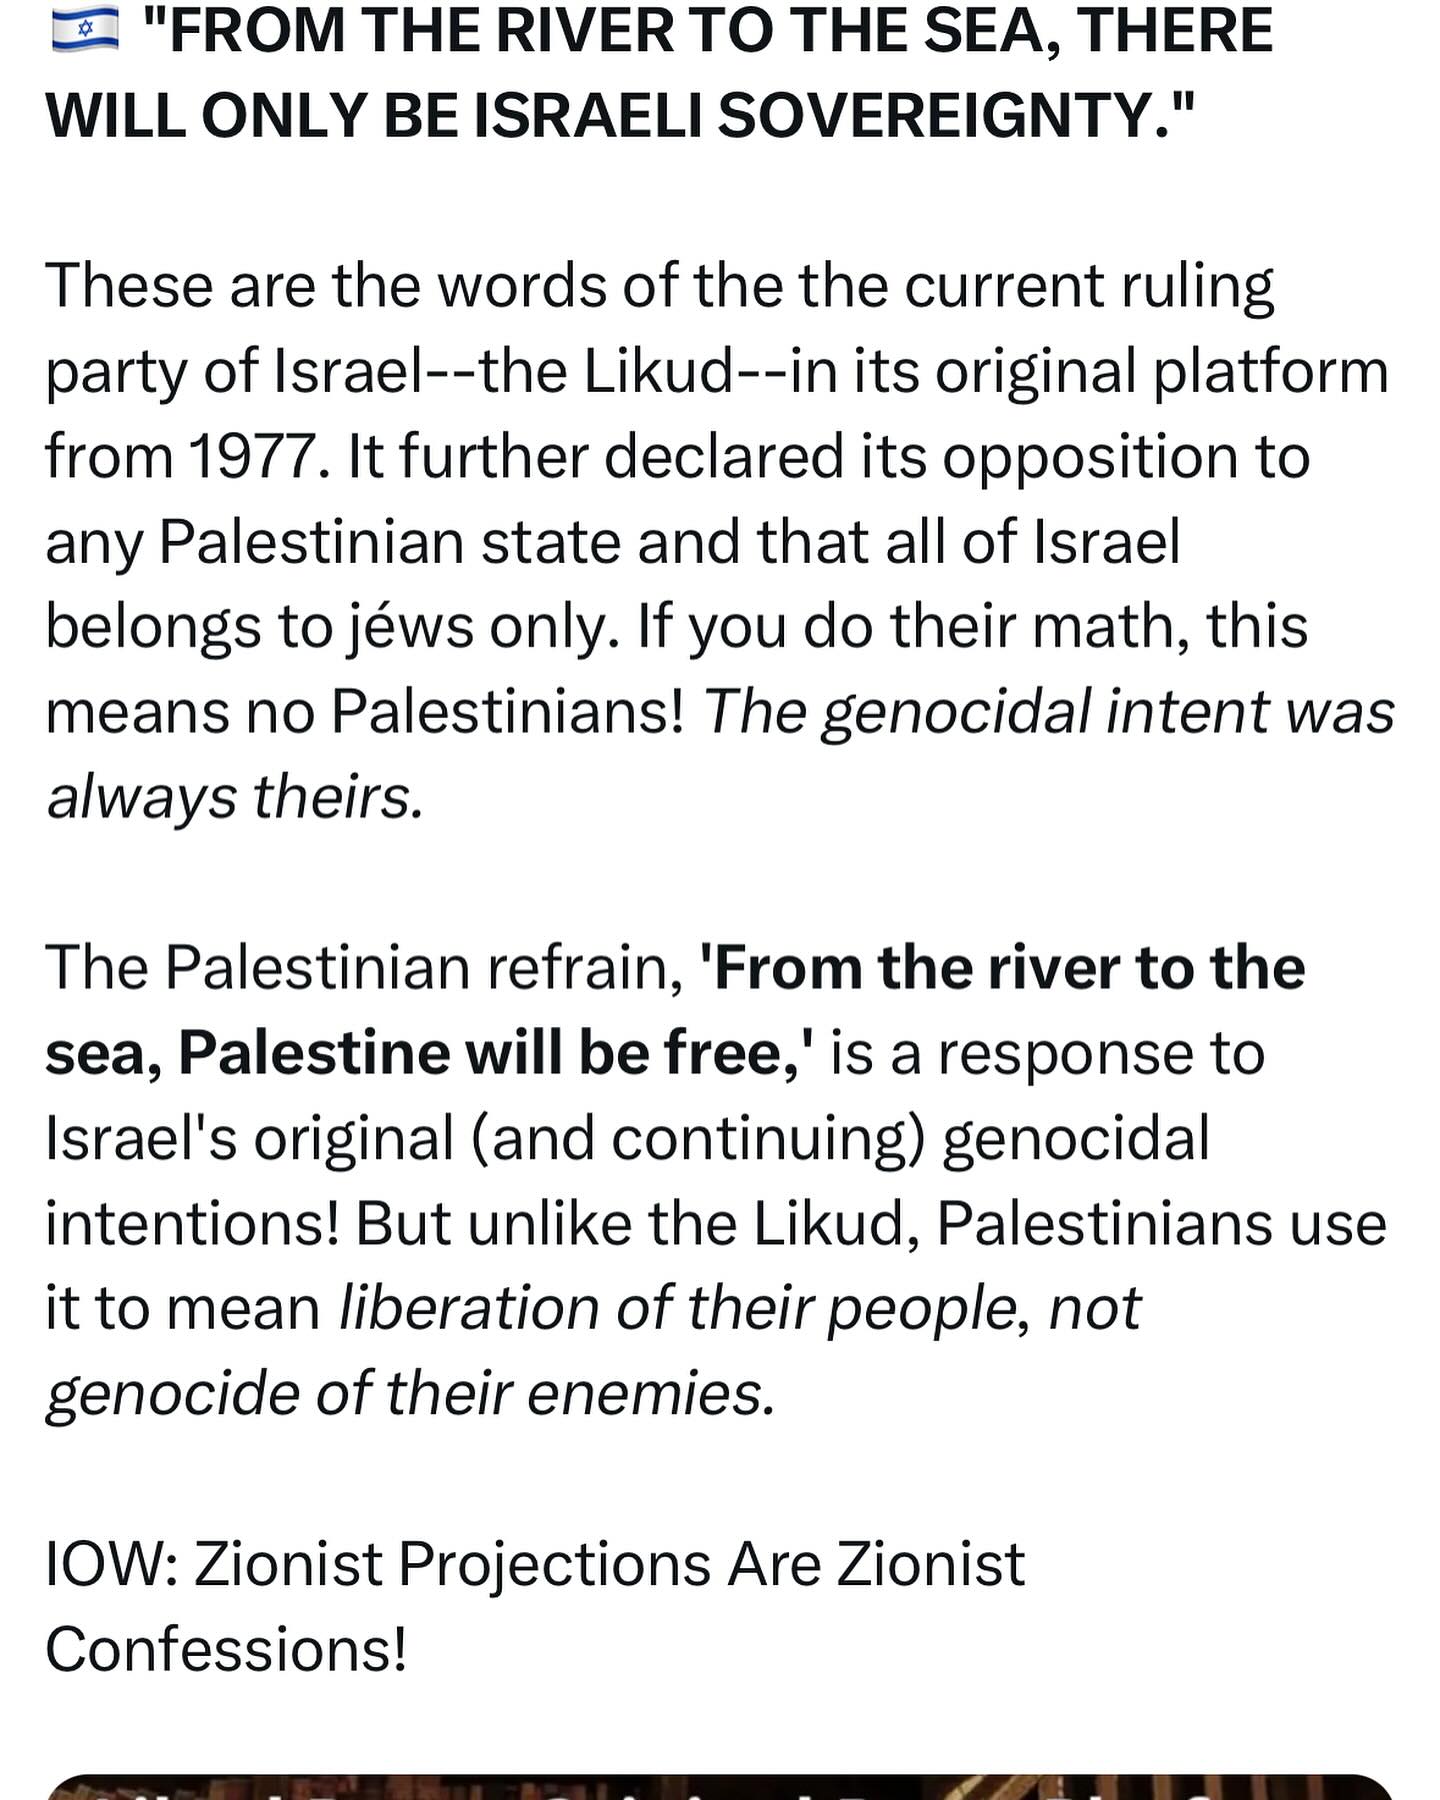 🇮🇱 "FROM THE RIVER TO THE SEA, THERE
WILL ONLY BE ISRAELI SOVEREIGNTY."
These are the words of the the current ruling
party of Israel--the Likud--in its original platform
from 1977. It further declared its opposition to
any Palestinian state and that all of Israel
belongs to jéws only. If you do their math, this
means no Palestinians! The genocidal intent was
always theirs.
The Palestinian refrain, 'From the river to the
sea, Palestine will be free,' is a response to
Israel's original (and continuing) genocidal
intentions! But unlike the Likud, Palestinians use
it to mean liberation of their people, not
genocide of their enemies.
IOW: Zionist Projections Are Zionist
Confessions!